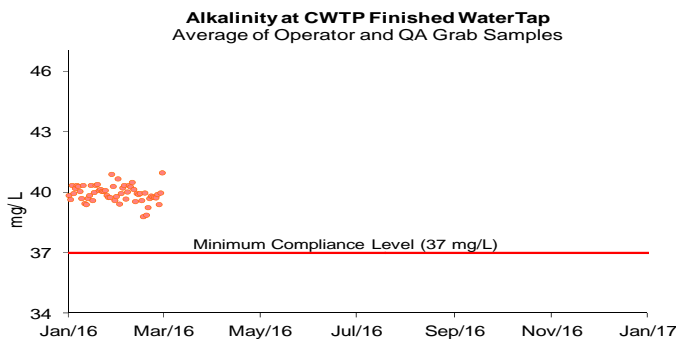 Alkalinity at CWTP Finished WaterTap
Average of Operator and QA Grab Samples
46
43
40
37
34
mg/L
Minimum Compliance Level (37 mg/L)
Jan/16 Mar/16 May/16 Jul/16 Sep/16 Nov/16 Jan/17